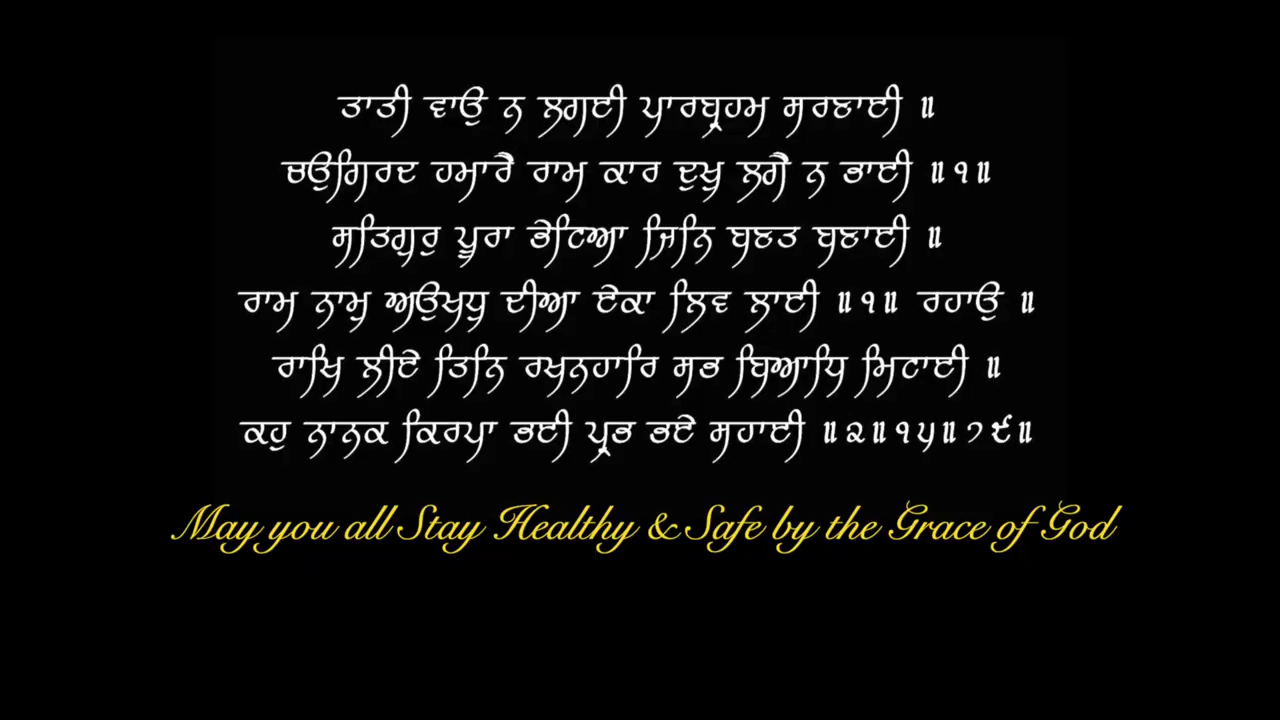 ਤਾਤੀ ਵਾਉ ਨ ਲਗਈ ਪਾਰਬ੍ਰਹਮ ਸਰਣਾਈ ॥
ਚਉਗਿਰਦ ਹਮਾਰੈ ਰਾਮ ਕਾਰ ਦੁਖੁ ਲਗੈ ਨ ਭਾਈ ॥੧॥
ਸਤਿਗੁਰੁ ਪੂਰਾ ਭੇਟਿਆ ਜਿਨਿ ਬਣਤ ਬਣਾਈ ॥
ਰਾਮ ਨਾਮੁ ਅਉਖਧੁ ਦੀਆ ਏਕਾ ਲਿਵ ਲਾਈ ॥੧॥ ਰਹਾਉ ॥
ਰਾਖਿ ਲੀਏ ਤਿਨਿ ਰਖਨਹਾਰਿ ਸਭ ਬਿਆਧਿ ਮਿਟਾਈ ॥
ਕਹੁ ਨਾਨਕ ਕਿਰਪਾ ਭਈ ਪ੍ਰਭ ਭਏ ਸਹਾਈ ॥੨॥੧੫॥੭੯॥
May you all Stay Healthy & Safe by the Grace of God